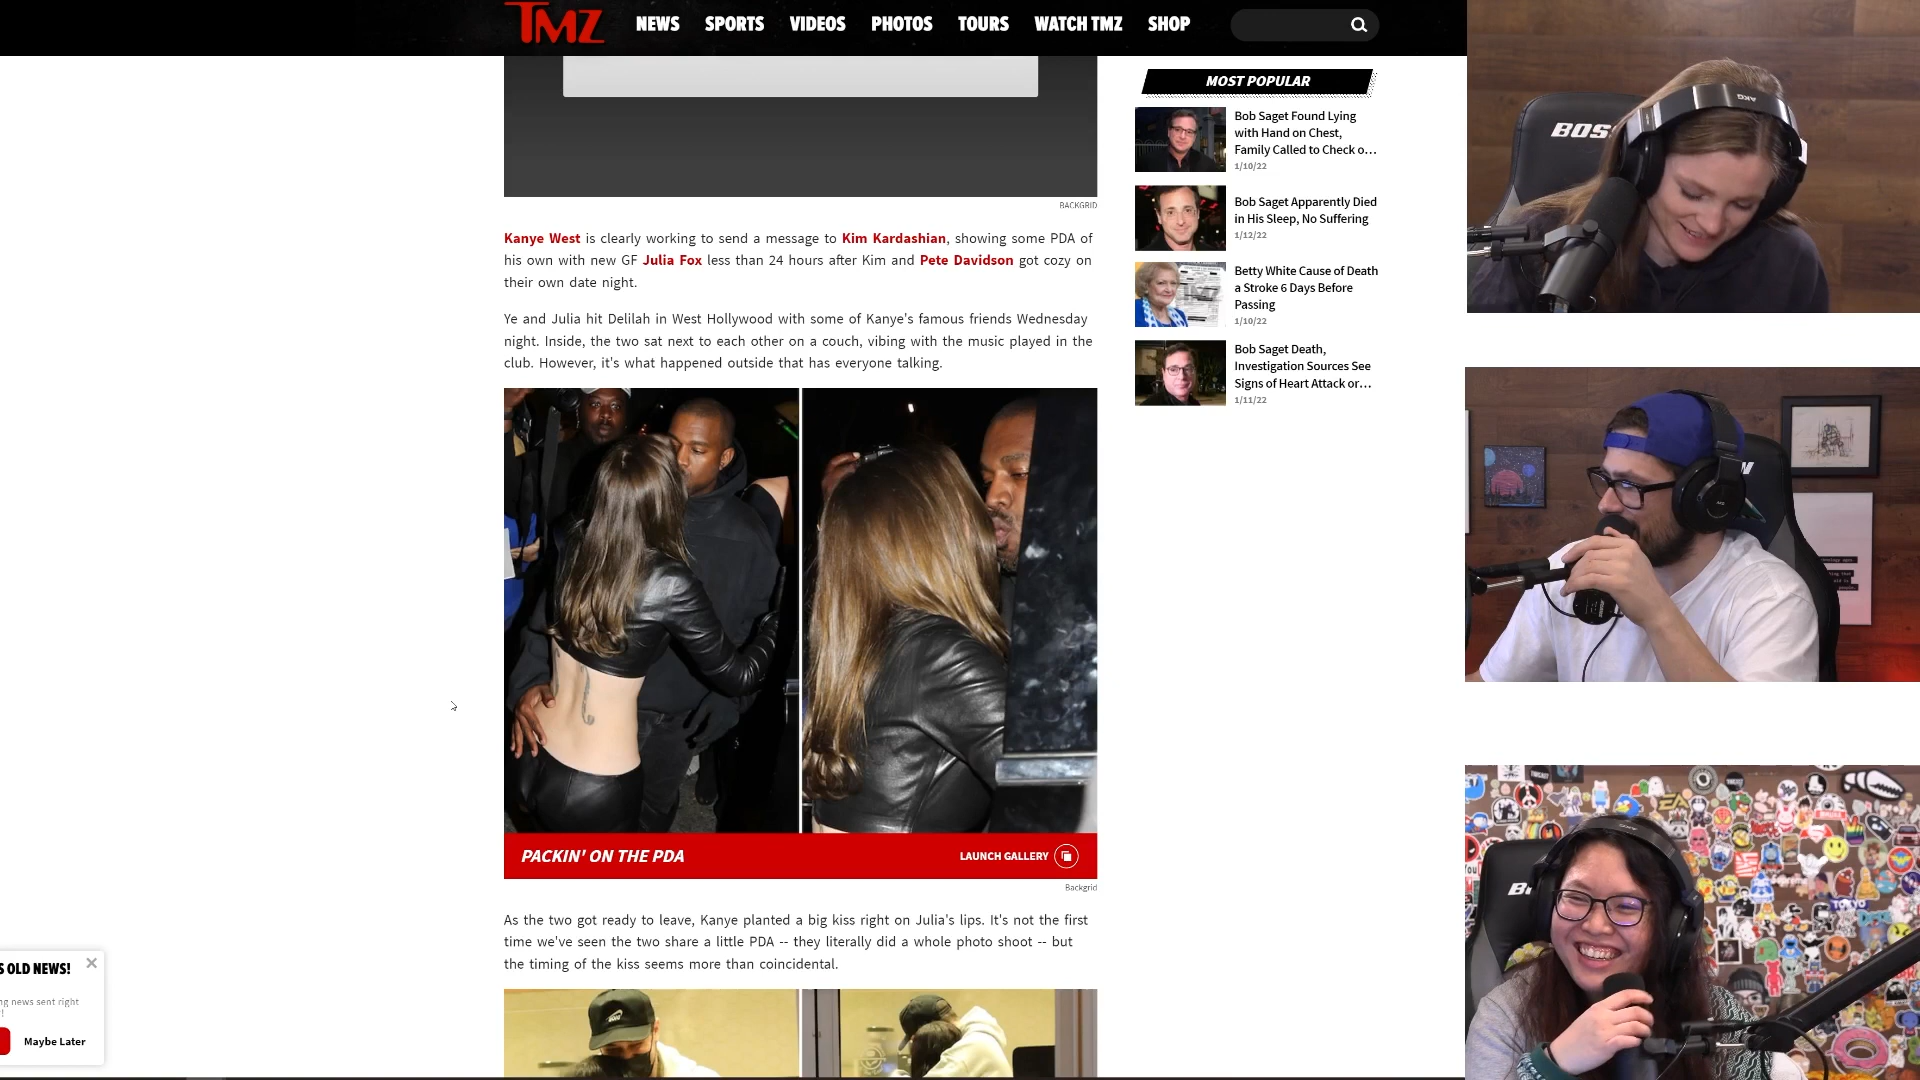 TMZ
NEWS SPORTS VIDEOS PHOTOS TOURS WATCH TMZ SHOP
BACKGRID
Kanye West is clearly working to send a message to Kim Kardashian, showing some PDA of
his own with new GF Julia Fox less than 24 hours after Kim and Pete Davidson got cozy on
their own date night.
Ye and Julia hit Delilah in West Hollywood with some of Kanye's famous friends Wednesday
night. Inside, the two sat next to each other on a couch, vibing with the music played in the
club. However, it's what happened outside that has everyone talking.
PACKIN' ON THE PDA
LAUNCH GALLERY
Backgrid
As the two got ready to leave, Kanye planted a big kiss right on Julia's lips. It's not the first
time we've seen the two share a little PDA -- they literally did a whole photo shoot -- but
the timing of the kiss seems more than coincidental.
MOST POPULAR
Bob Saget Found Lying
with Hand on Chest,
Family Called to Check o...
1/10/22
Bob Saget Apparently Died
in His Sleep, No Suffering
1/12/22
Betty White Cause of Death
a Stroke 6 Days Before
Passing
1/10/22
Bob Saget Death,
Investigation Sources See
Signs of Heart Attack or...
1/11/22
S OLD NEWS!
ng news sent right
!
Maybe Later
BOS
AKG
TOKYO